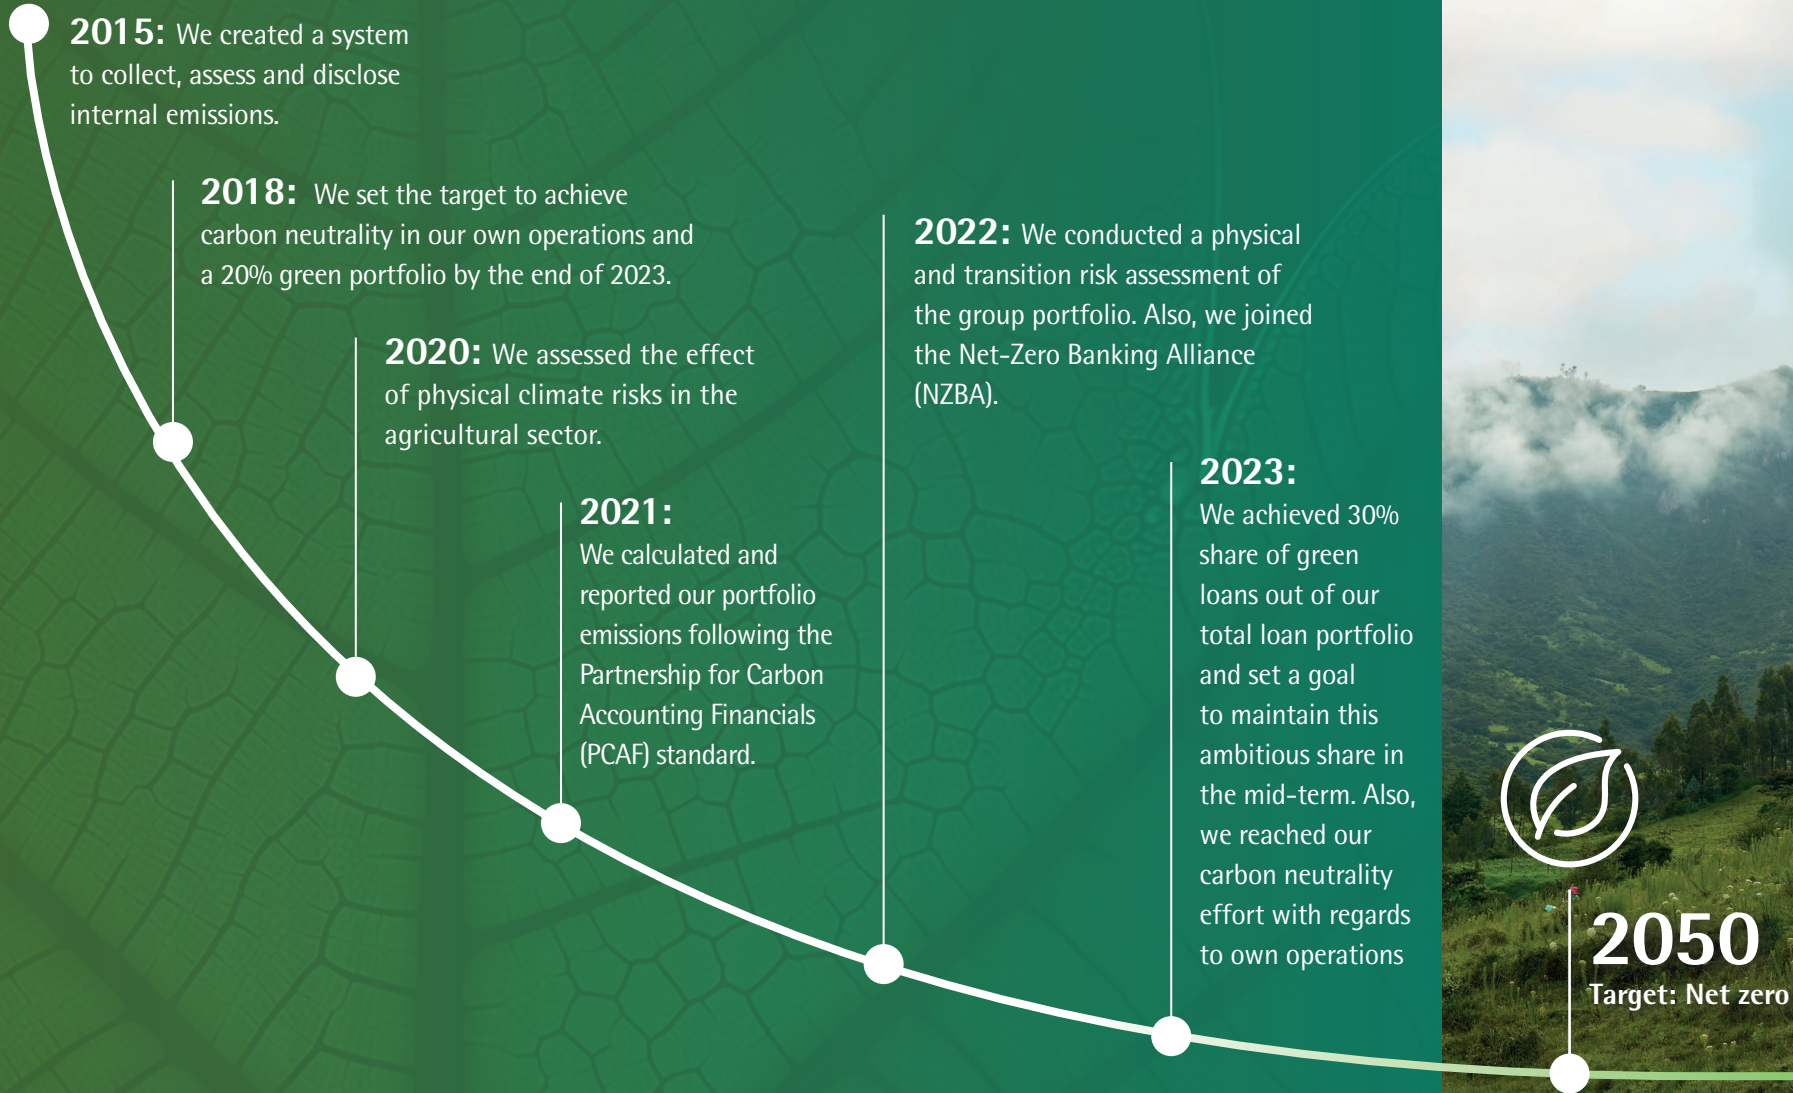 2015: We created a system
to collect, assess and disclose
internal emissions.
2018: We set the target to achieve
carbon neutrality in our own operations and
a 20% green portfolio by the end of 2023.
2020: We assessed the effect
of physical climate risks in the
agricultural sector.
2021:
We calculated and
reported our portfolio
emissions following the
Partnership for Carbon
Accounting Financials
(PCAF) standard.
2022: We conducted a physical
and transition risk assessment of
the group portfolio. Also, we joined
the Net-Zero Banking Alliance
(NZBA).
2023:
We achieved 30%
share of green
loans out of our
total loan portfolio
and set a goal
to maintain this
ambitious share in
the mid-term. Also,
we reached our
carbon neutrality
effort with regards
to own operations
2050
Target: Net zero